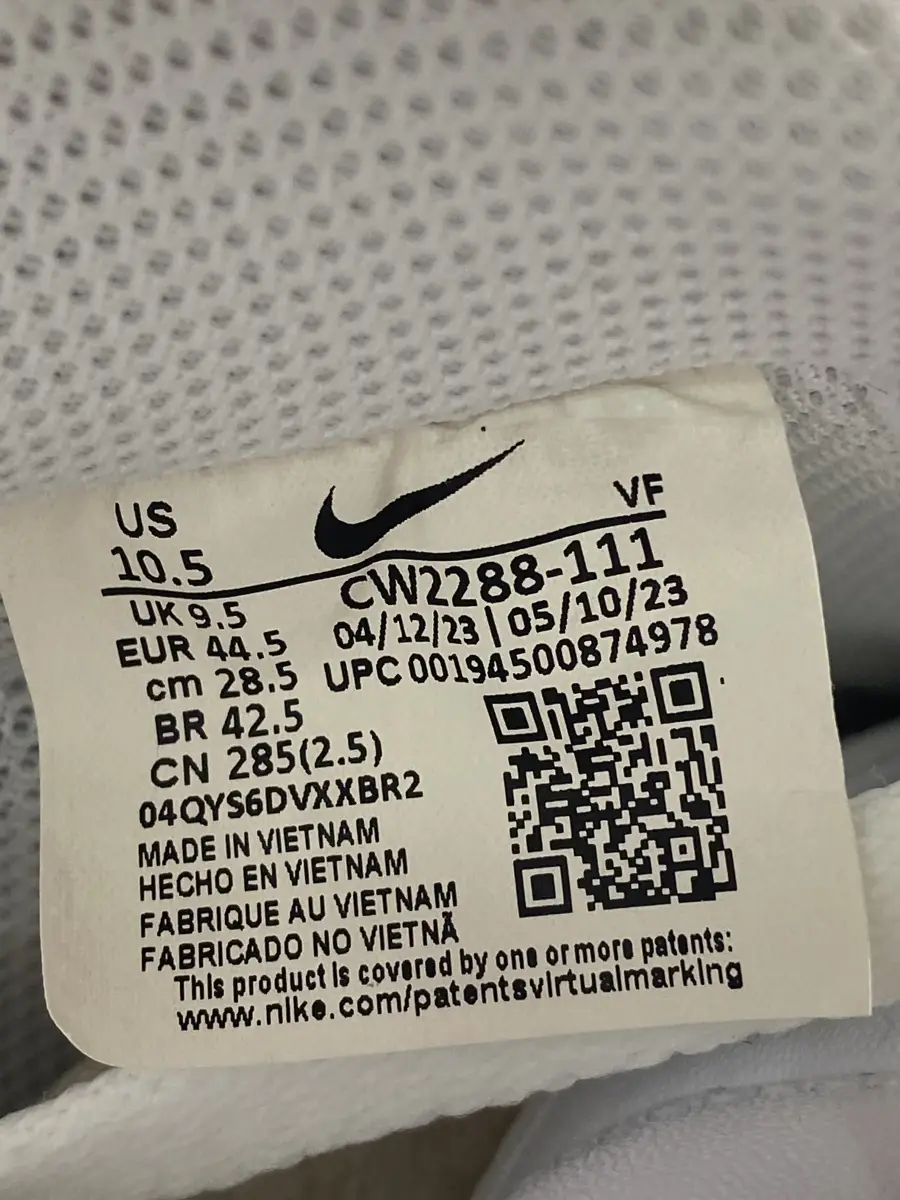 US
10.5
VF
UK 9.5
EUR 44.5
cm 28.5
BR 42.5
CN 285(2.5)
CW2288-111
04/12/23 | 05/10/23
UPC 00194500874978
04QYS6DVXXBR2
MADE IN VIETNAM
HECHO EN VIETNAM
FABRIQUE AU VIETNAM
FABRICADO NO VIETNÃ
This product is covered by one or more patents:
www.nike.com/patentsvirtualmarking